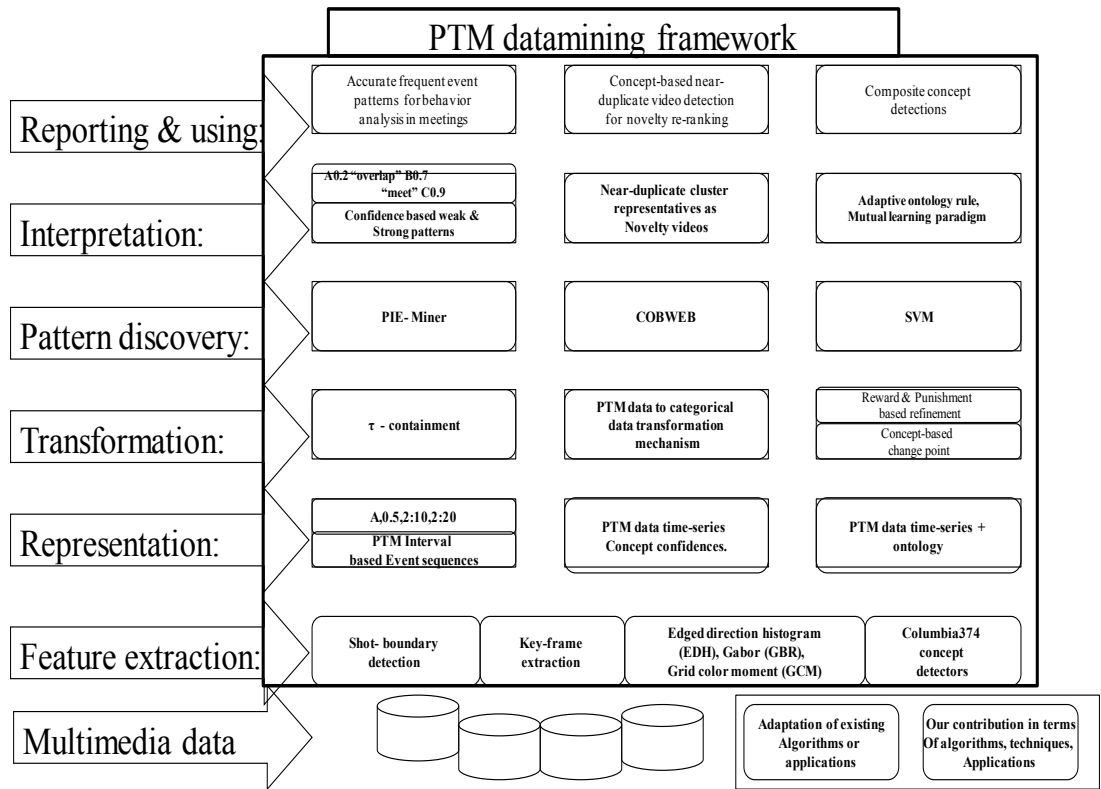 PTM datamining framework
Reporting & using:
Accurate frequent event
patterns for behavior
analysis in meetings
Concept-based near-
duplicate video detection
for novelty re-ranking
Composite concept
detections
Interpretation:
A0.2 “overlap” B0.7
“meet” C0.9
Confidence based weak &
Strong patterns
Near-duplicate cluster
representatives as
Novelty videos
Adaptive ontology rule,
Mutual learning paradigm
Pattern discovery:
PIE- Miner
COBWEB
SVM
Transformation:
τ - containment
PTM data to categorical
data transformation
mechanism
Reward & Punishment
based refinement
Concept-based
change point
Representation:
A,0.5,2:10,2:20
PTM Interval
based Event sequences
PTM data time-series
Concept confidences.
PTM data time-series +
ontology
Feature extraction:
Shot- boundary
detection
Key-frame
extraction
Edged direction histogram
(EDH), Gabor (GBR),
Grid color moment (GCM)
Columbia374
concept
detectors
Multimedia data
Adaptation of existing
Algorithms or
applications
Our contribution in terms
Of algorithms, techniques,
Applications